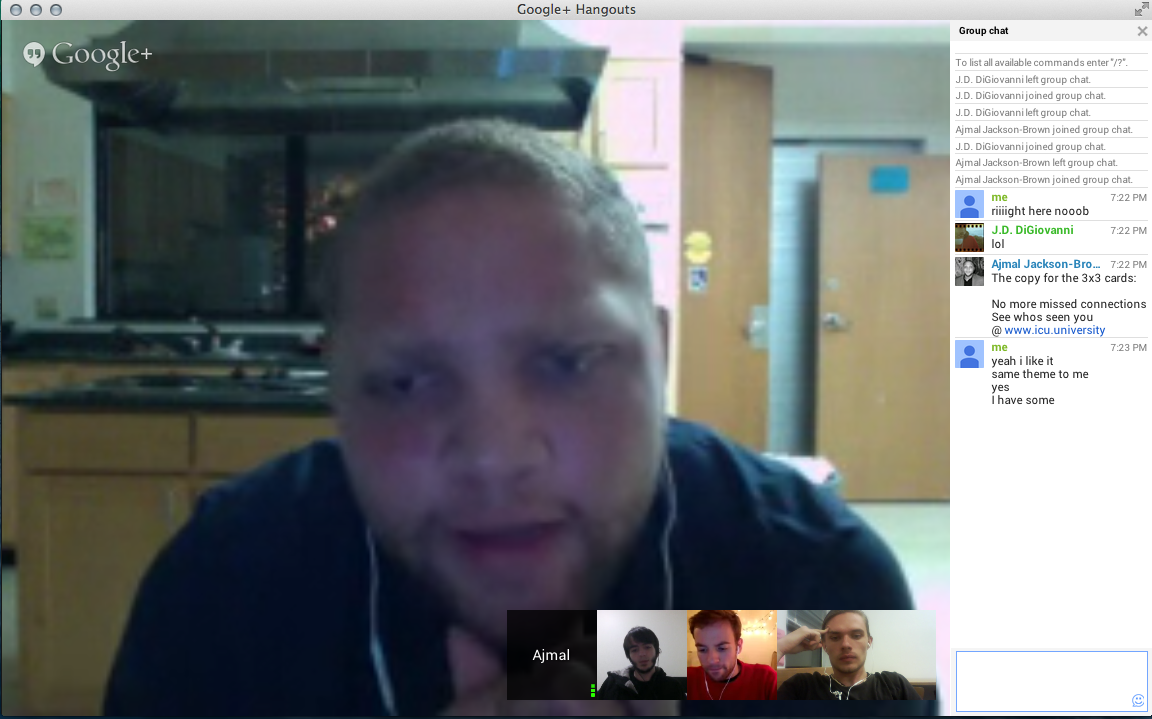 Google+ Hangouts
Google+
Group chat
To list all available commands enter "/?".
J.D. DiGiovanni left group chat.
J.D. DiGiovanni joined group chat.
J.D. DiGiovanni left group chat.
Ajmal Jackson-Brown joined group chat.
J.D. DiGiovanni joined group chat.
Ajmal Jackson-Brown left group chat.
Ajmal Jackson-Brown joined group chat.
me 7:22 PM
riiiight here nooob
J.D. DiGiovanni 7:22 PM
lol
Ajmal Jackson-Bro... 7:22 PM
The copy for the 3x3 cards:
No more missed connections
See whos seen you
@ www.icu.university
me 7:23 PM
yeah i like it
same theme to me
yes
I have some
Ajmal